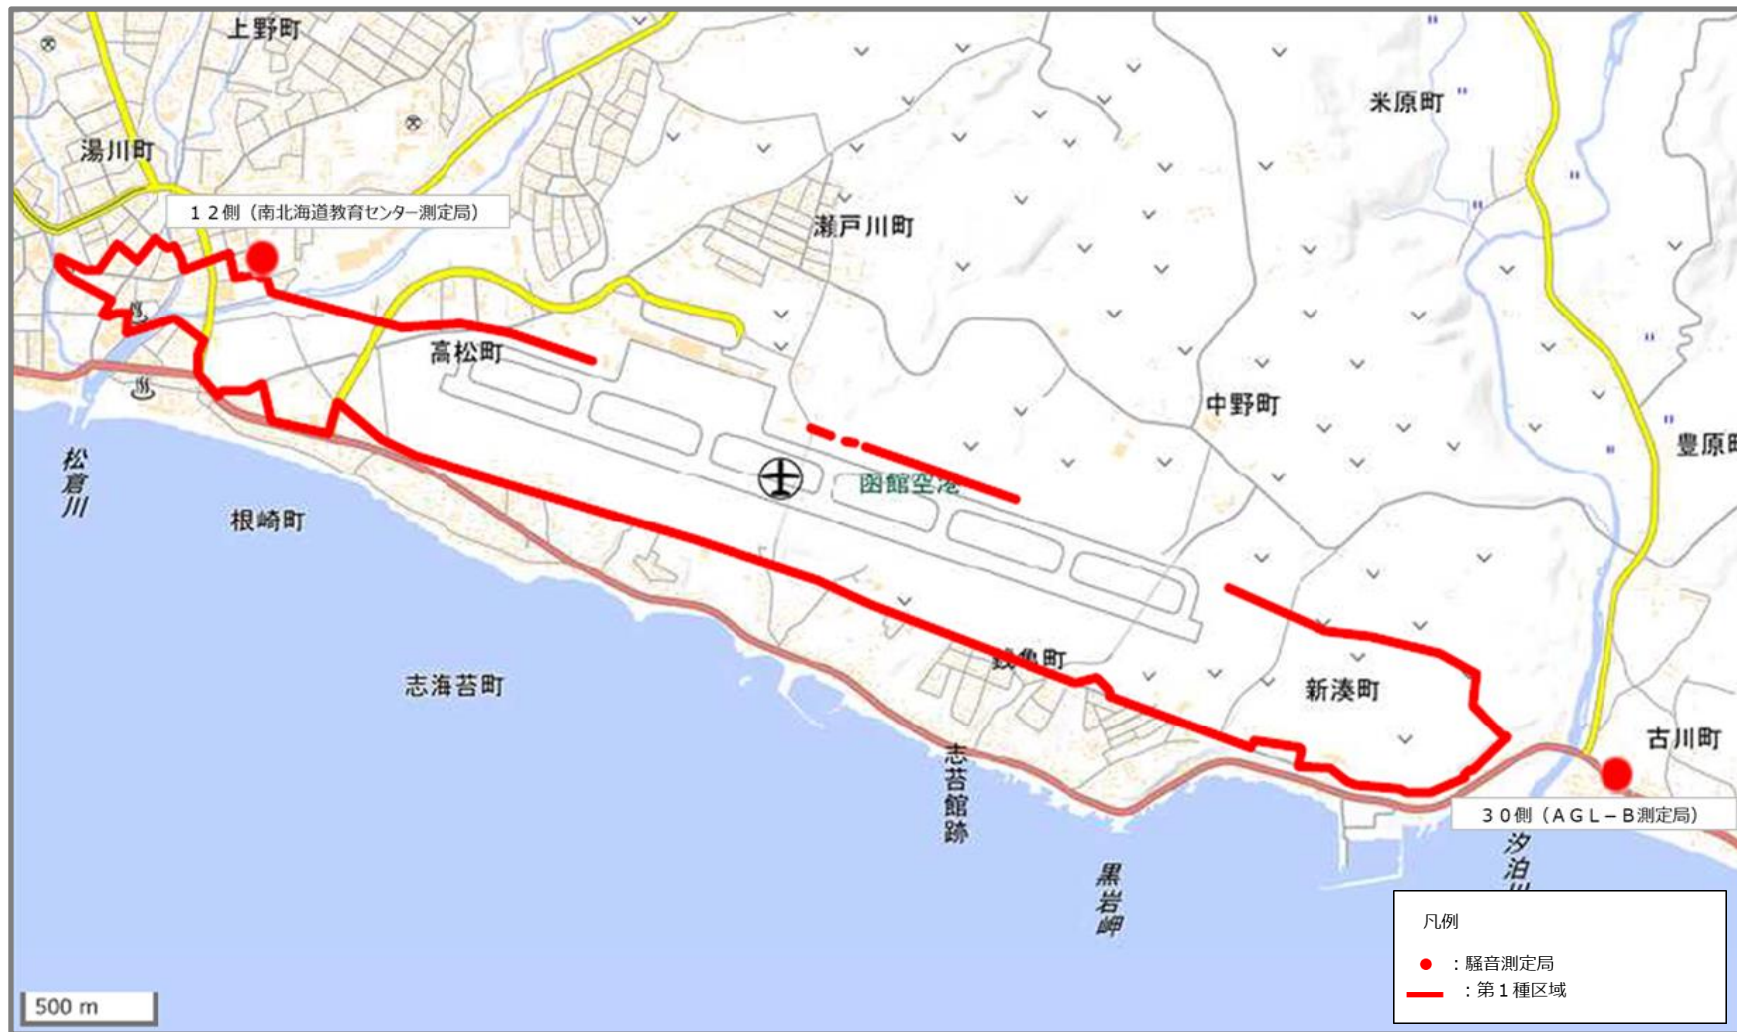 上野町
米原町
湯川町
１２側（南北海道教育センター測定局）
瀬戸川町
高松町
中野町
豊原町
松倉川
函館空港
根崎町
志海苔町
銭亀町
新湊町
古川町
志苔館跡
３０側（ＡＧＬ－Ｂ測定局）
黒岩岬
汐泊川
凡例
：騒音測定局
：第１種区域
500 m